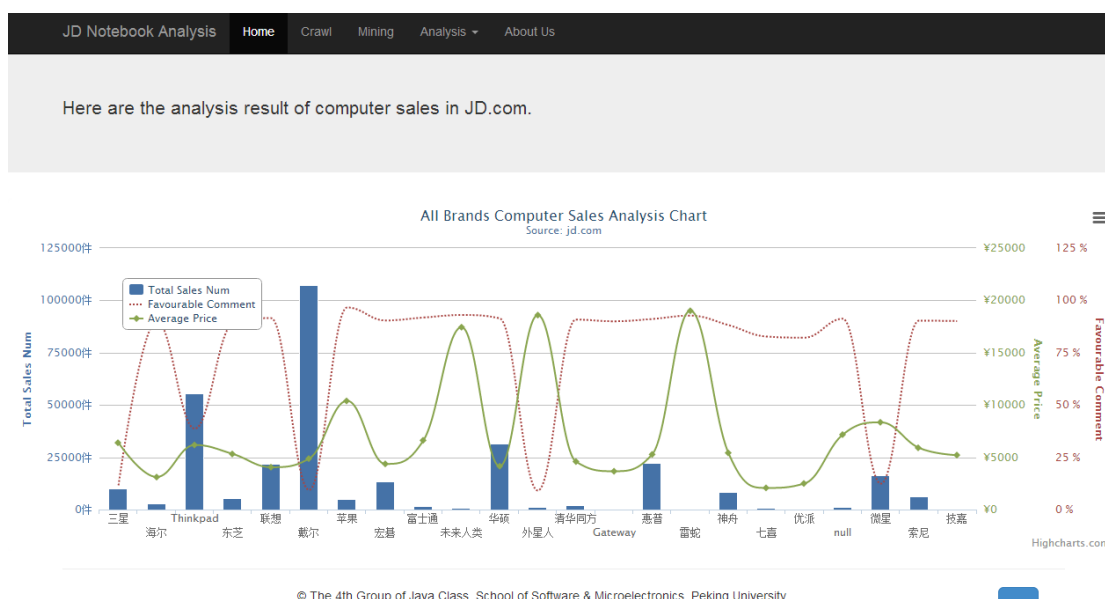 JD Notebook Analysis Home Crawl Mining Analysis About Us
Here are the analysis result of computer sales in JD.com.
All Brands Computer Sales Analysis Chart
Source: jd.com
Total Sales Num
125000件
100000件
75000件
50000件
25000件
0件
Total Sales Num
Favourable Comment
Average Price
¥25000
¥20000
¥15000
¥10000
¥5000
¥0
Average Price
125 %
100 %
75 %
50 %
25 %
0 %
Favourable Comment
三星 Thinkpad 联想 苹果 富士通 华硕 清华同方 惠普 神舟 优派 微星 技嘉
海尔 东芝 戴尔 宏碁 未来人类 外星人 Gateway 雷蛇 七喜 null 索尼
Highcharts.com
© The 4th Group of Java Class, School of Software & Microelectronics, Peking University